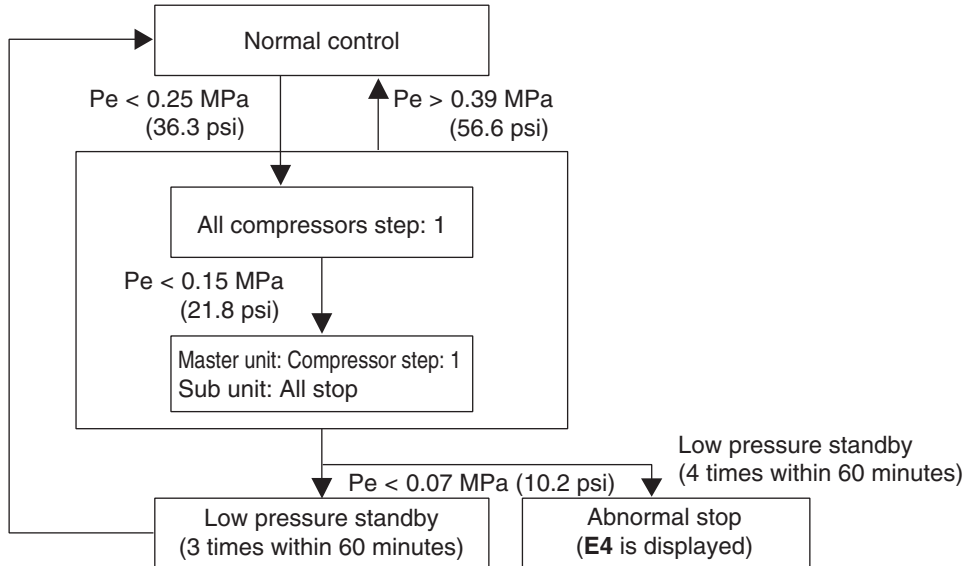 Normal control
Pe < 0.25 MPa
(36.3 psi)
Pe > 0.39 MPa
(56.6 psi)
All compressors step: 1
Pe < 0.15 MPa
(21.8 psi)
Master unit: Compressor step: 1
Sub unit: All stop
Low pressure standby
(4 times within 60 minutes)
Pe < 0.07 MPa (10.2 psi)
Low pressure standby
(3 times within 60 minutes)
Abnormal stop
(E4 is displayed)